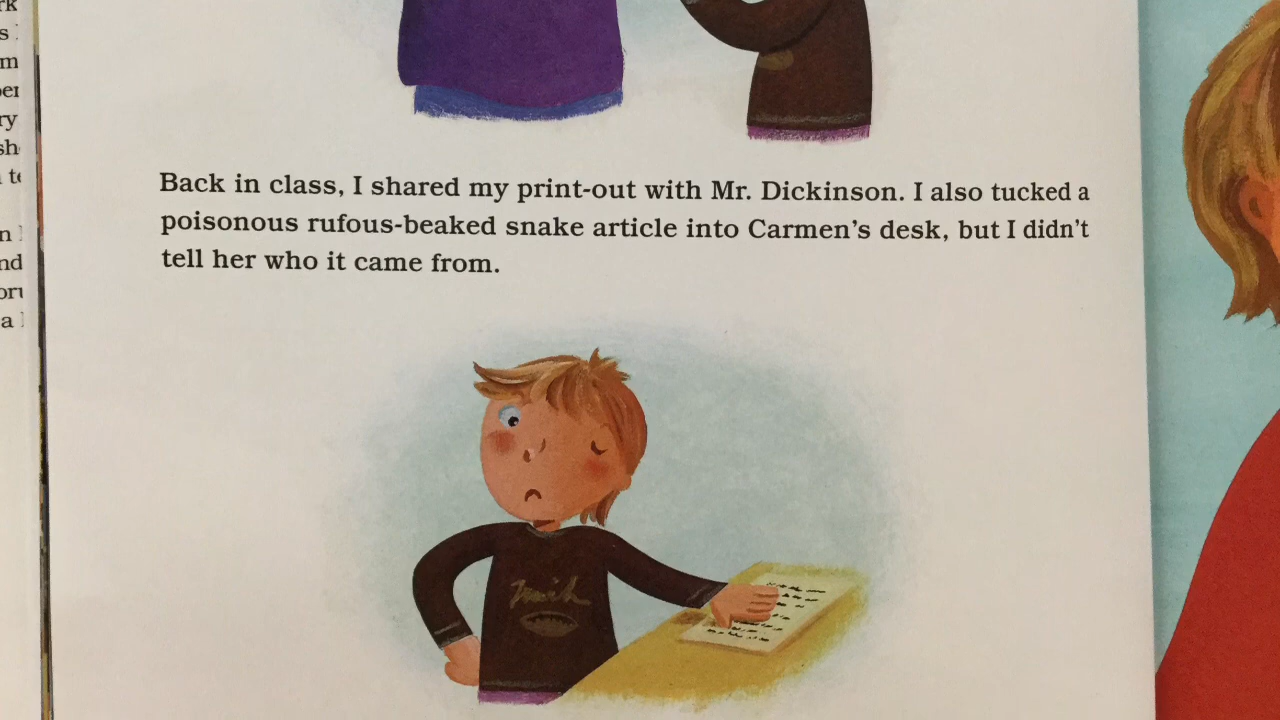 Back in class, I shared my print-out with Mr. Dickinson. I also tucked a
poisonous rufous-beaked snake article into Carmen's desk, but I didn't
tell her who it came from.